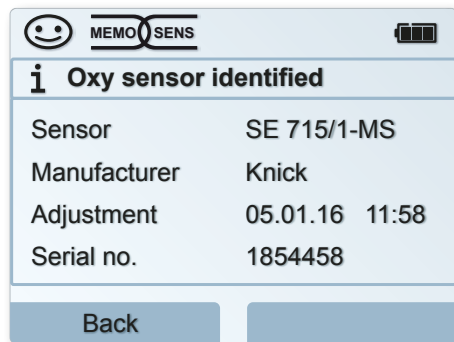 MEMO SENS
i Oxy sensor identified
Sensor SE 715/1-MS
Manufacturer Knick
Adjustment 05.01.16 11:58
Serial no. 1854458
Back